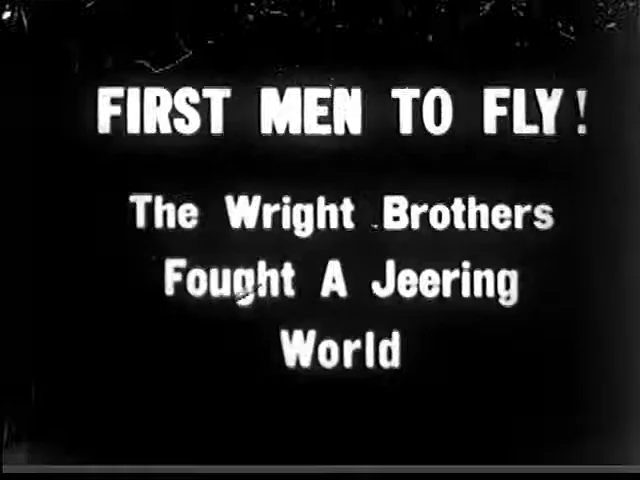 FIRST MEN TO FLY!
The Wright Brothers
Fought A Jeering
World